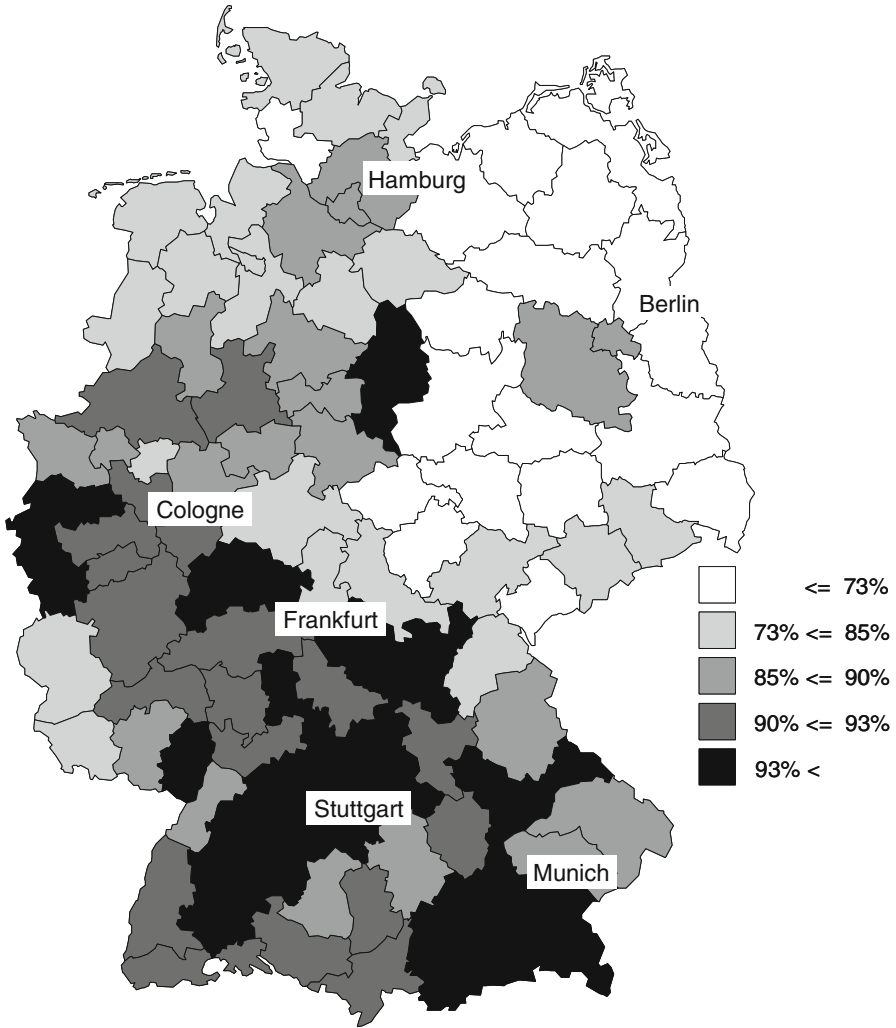 Hamburg
Berlin
Cologne
<= 73%
Frankfurt
73% <= 85%
85% <= 90%
90% <= 93%
93% <
Stuttgart
Munich